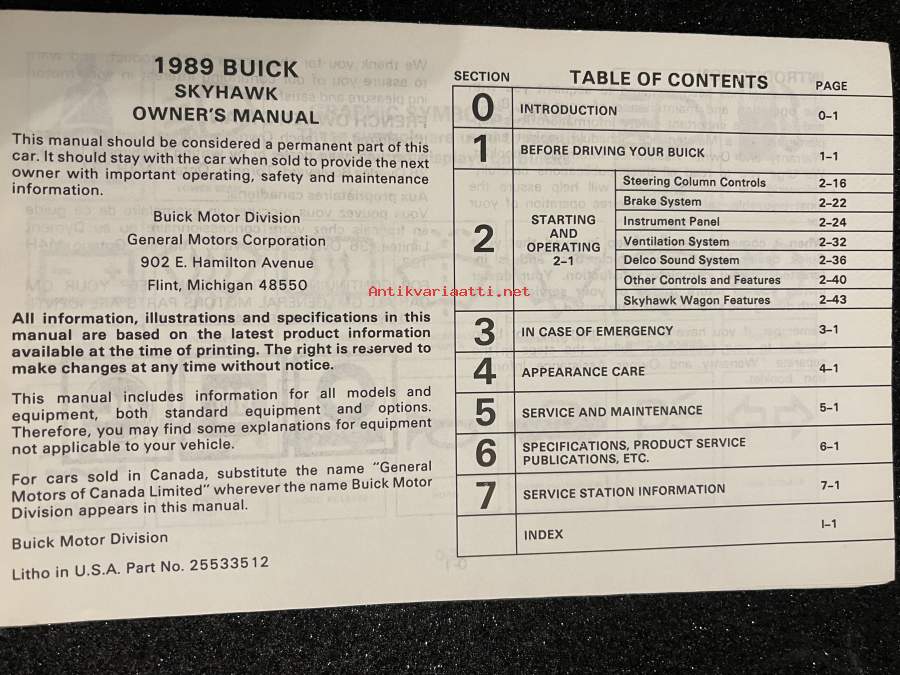 1989 BUICK
SKYHAWK
OWNER'S MANUAL
This manual should be considered a permanent part of this
car. It should stay with the car when sold to provide the next
owner with important operating, safety and maintenance
information.
Buick Motor Division
General Motors Corporation
902 E. Hamilton Avenue
Flint, Michigan 48550
All information, illustrations and specifications in this
manual are based on the latest product information
available at the time of printing. The right is reserved to
make changes at any time without notice.
This manual includes information for all models and
equipment, both standard equipment and options.
Therefore, you may find some explanations for equipment
not applicable to your vehicle.
For cars sold in Canada, substitute the name "General
Motors of Canada Limited" wherever the name Buick Motor
Division appears in this manual.
Buick Motor Division
Litho in U.S.A. Part No. 25533512
SECTION TABLE OF CONTENTS PAGE
0 INTRODUCTION 0-1
1 BEFORE DRIVING YOUR BUICK 1-1
2 STARTING
AND
OPERATING
2-1
Steering Column Controls 2-16
Brake System 2-22
Instrument Panel 2-24
Ventilation System 2-32
Delco Sound System 2-36
Other Controls and Features 2-40
Skyhawk Wagon Features 2-43
3 IN CASE OF EMERGENCY 3-1
4 APPEARANCE CARE 4-1
5 SERVICE AND MAINTENANCE 5-1
6 SPECIFICATIONS, PRODUCT SERVICE
PUBLICATIONS, ETC. 6-1
7 SERVICE STATION INFORMATION 7-1
INDEX I-1
Antikvariaatti.net